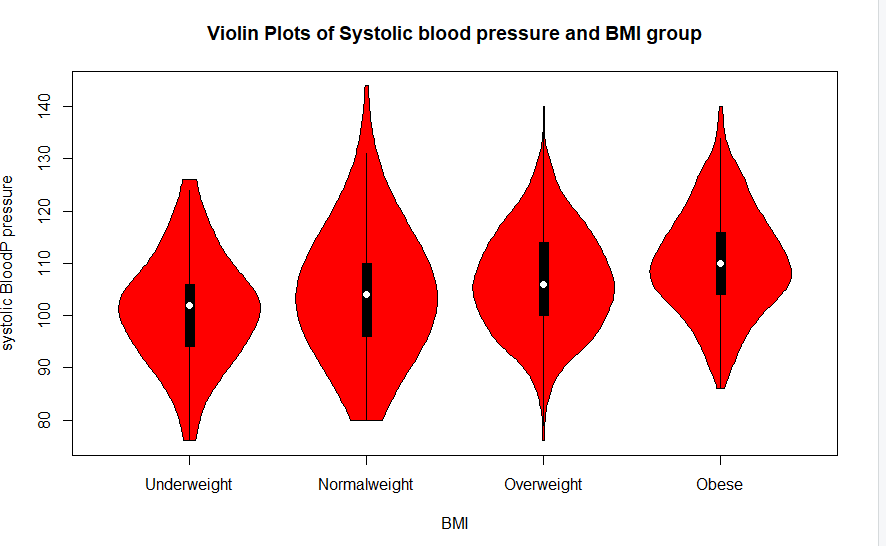 Violin Plots of Systolic blood pressure and BMI group
systolic BloodP pressure
140
130
120
110
100
90
80
Underweight Normalweight Overweight Obese
BMI